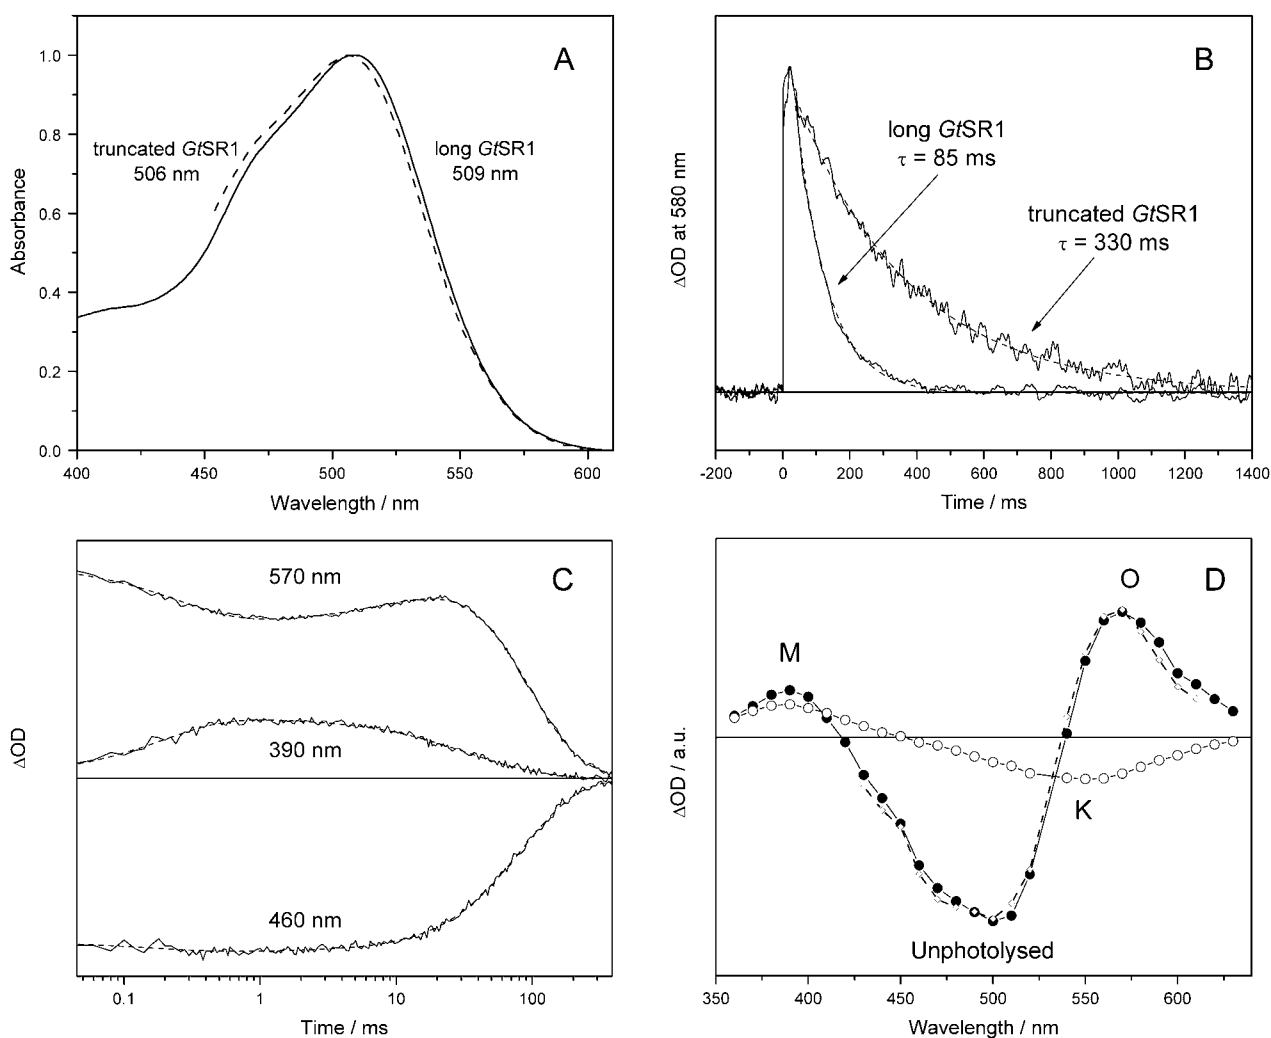 A
1.0
0.8
0.6
0.4
0.2
0.0
Absorbance
truncated GtSR1
506 nm
long GtSR1
509 nm
400 450 500 550 600
Wavelength / nm
B
ΔOD at 580 nm
long GtSR1
τ = 85 ms
truncated GtSR1
τ = 330 ms
-200 0 200 400 600 800 1000 1200 1400
Time / ms
C
ΔOD
570 nm
390 nm
460 nm
0.1 1 10 100
Time / ms
D
ΔOD / a.u.
O
M
K
Unphotolysed
350 400 450 500 550 600
Wavelength / nm